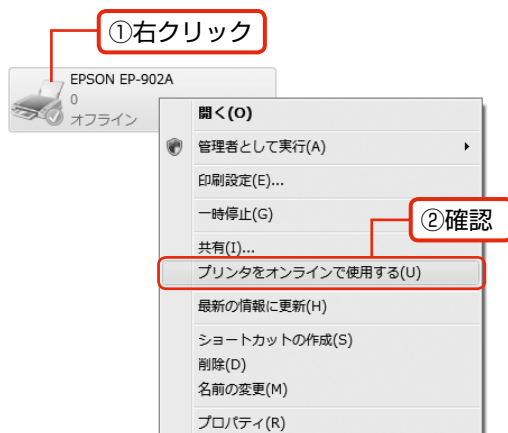 ①右クリック
EPSON EP-902A
0
オフライン
開く(O)
管理者として実行(A)
印刷設定(E)...
一時停止(G)
②確認
共有(I)...
プリンタをオンラインで使用する(U)
最新の情報に更新(H)
ショートカットの作成(S)
削除(D)
名前の変更(M)
プロパティ(R)